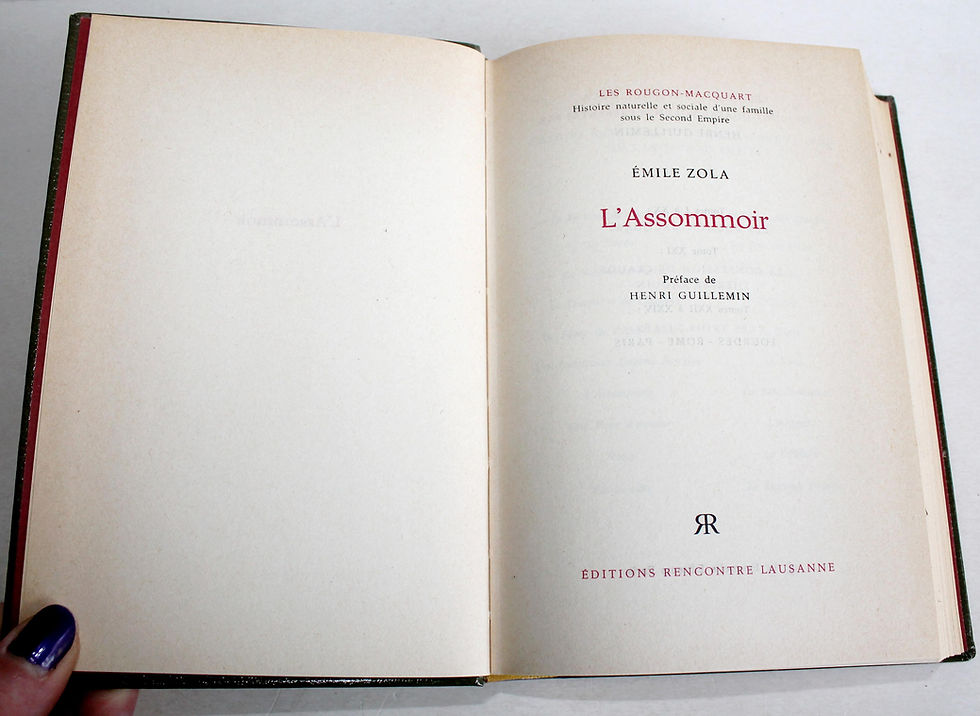 LES ROUGON-MACQUART
Histoire naturelle et sociale d'une famille
sous le Second Empire
ÉMILE ZOLA
L'Assommoir
Préface de
HENRI GUILLEMIN
RR
ÉDITIONS RENCONTRE LAUSANNE